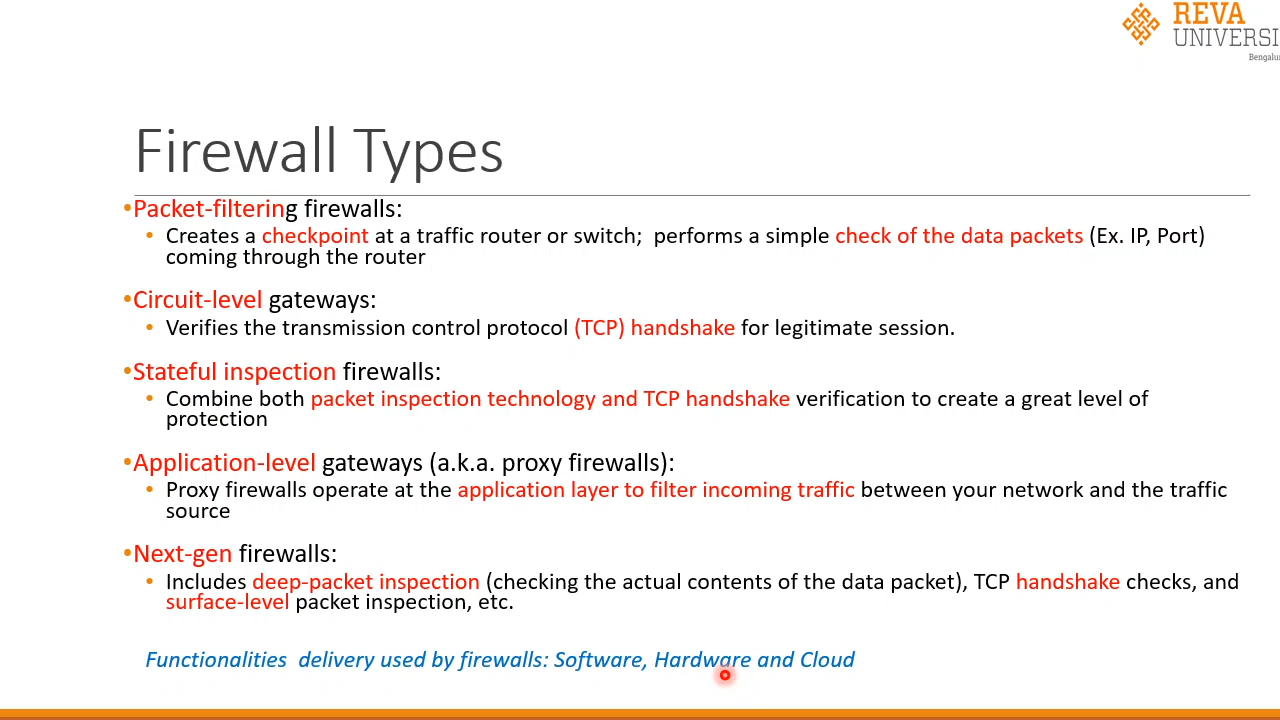 REVA
UNIVERSI
Bengalur
Firewall Types
•Packet-filtering firewalls:
• Creates a checkpoint at a traffic router or switch;  performs a simple check of the data packets (Ex. IP, Port)
coming through the router
•Circuit-level gateways:
• Verifies the transmission control protocol (TCP) handshake for legitimate session.
•Stateful inspection firewalls:
• Combine both packet inspection technology and TCP handshake verification to create a great level of
protection
•Application-level gateways (a.k.a. proxy firewalls):
• Proxy firewalls operate at the application layer to filter incoming traffic between your network and the traffic
source
•Next-gen firewalls:
• Includes deep-packet inspection (checking the actual contents of the data packet), TCP handshake checks, and
surface-level packet inspection, etc.
Functionalities  delivery used by firewalls: Software, Hardware and Cloud